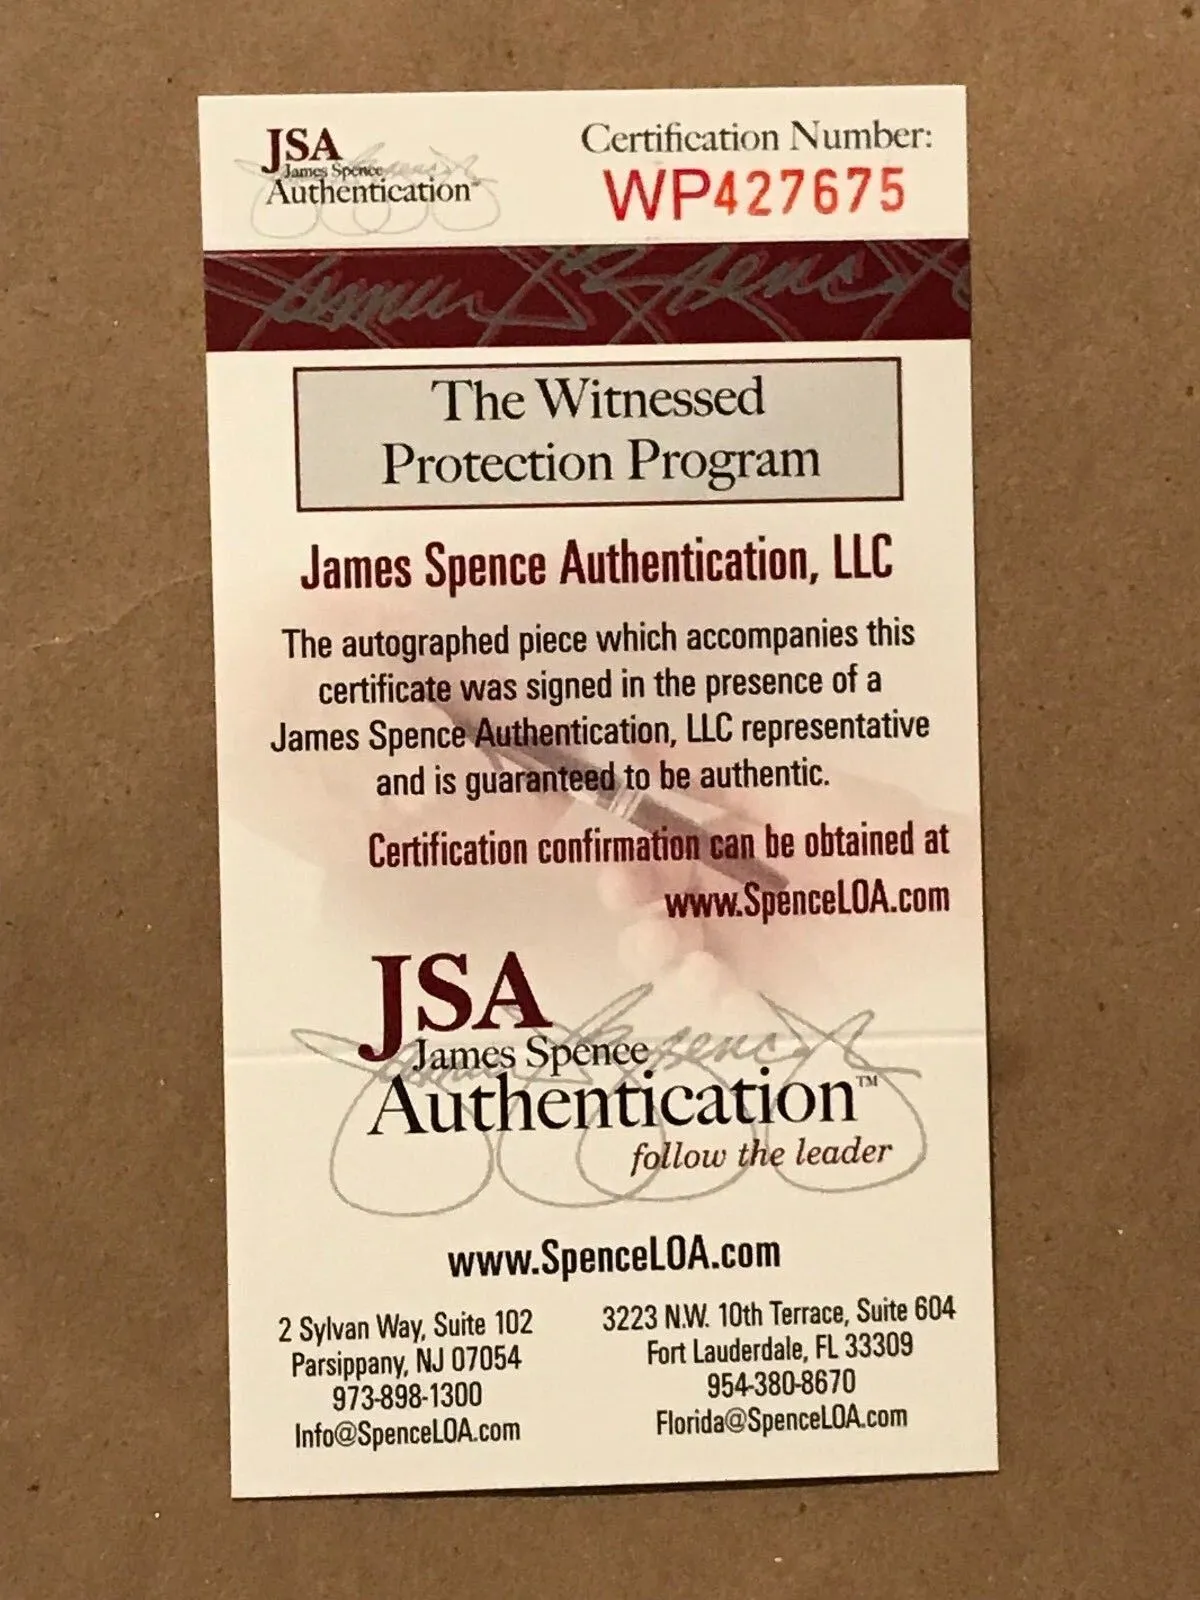 JSA
James Spence
Authentication
Certification Number:
WP427675
James Spence
The Witnessed
Protection Program
James Spence Authentication, LLC
The autographed piece which accompanies this
certificate was signed in the presence of a
James Spence Authentication, LLC representative
and is guaranteed to be authentic.
Certification confirmation can be obtained at
www.SpenceLOA.com
JSA
James Spence
Authentication™
follow the leader
www.SpenceLOA.com
2 Sylvan Way, Suite 102
Parsippany, NJ 07054
973-898-1300
Info@SpenceLOA.com
3223 N.W. 10th Terrace, Suite 604
Fort Lauderdale, FL 33309
954-380-8670
Florida@SpenceLOA.com